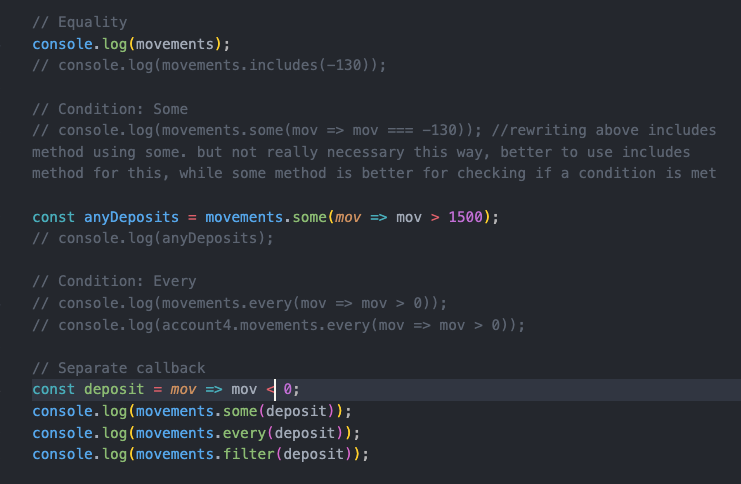 // Equality
console.log(movements);
// console.log(movements.includes(-130));
// Condition: Some
// console.log(movements.some(mov => mov === -130)); //rewriting above includes
method using some. but not really necessary this way, better to use includes
method for this, while some method is better for checking if a condition is met
const anyDeposits = movements.some(mov => mov > 1500);
// console.log(anyDeposits);
// Condition: Every
// console.log(movements.every(mov => mov > 0));
// console.log(account4.movements.every(mov => mov > 0));
// Separate callback
const deposit = mov => mov < 0;
console.log(movements.some(deposit));
console.log(movements.every(deposit));
console.log(movements.filter(deposit));